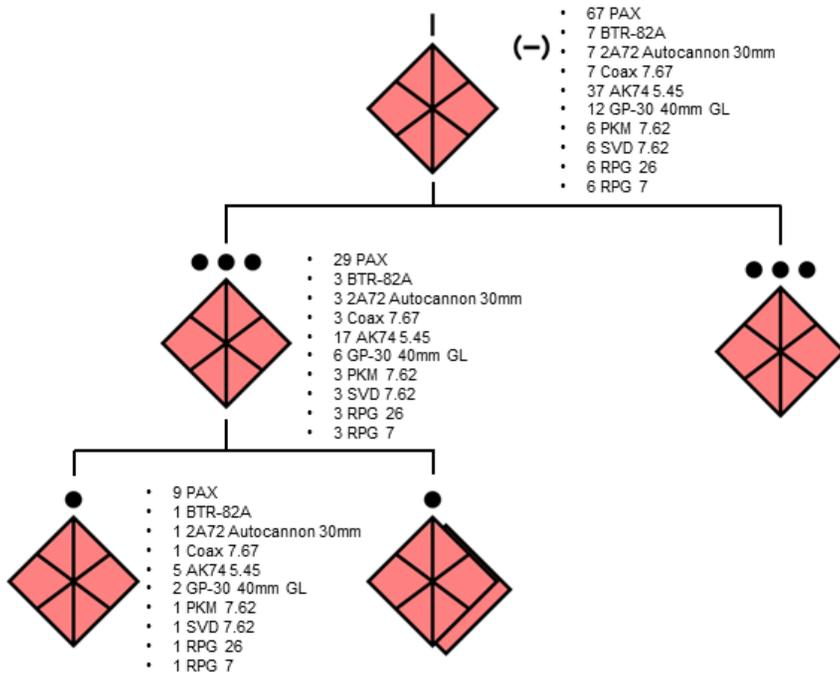 (–)
• 67 PAX
• 7 BTR-82A
• 7 2A72 Autocannon 30mm
• 7 Coax 7.67
• 37 AK74 5.45
• 12 GP-30 40mm GL
• 6 PKM 7.62
• 6 SVD 7.62
• 6 RPG 26
• 6 RPG 7
• 29 PAX
• 3 BTR-82A
• 3 2A72 Autocannon 30mm
• 3 Coax 7.67
• 17 AK74 5.45
• 6 GP-30 40mm GL
• 3 PKM 7.62
• 3 SVD 7.62
• 3 RPG 26
• 3 RPG 7
• 9 PAX
• 1 BTR-82A
• 1 2A72 Autocannon 30mm
• 1 Coax 7.67
• 5 AK74 5.45
• 2 GP-30 40mm GL
• 1 PKM 7.62
• 1 SVD 7.62
• 1 RPG 26
• 1 RPG 7